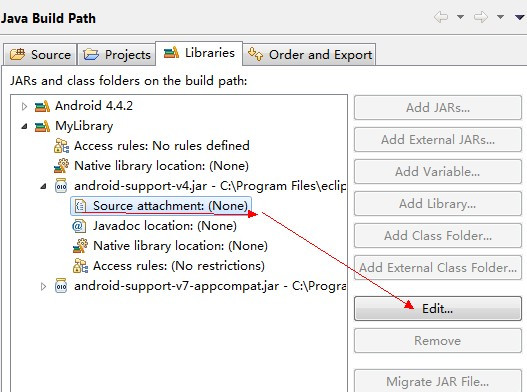 Java Build Path
Source
Projects
Libraries
Order and Export
JARs and class folders on the build path:
Android 4.4.2
MyLibrary
Access rules: No rules defined
Native library location: (None)
android-support-v4.jar - C:\Program Files\eclip
Source attachment: (None)
Javadoc location: (None)
Native library location: (None)
Access rules: (No restrictions)
android-support-v7-appcompat.jar - C:\Progra
Add JARs...
Add External JARs...
Add Variable...
Add Library...
Add Class Folder...
Add External Class Folder...
Edit...
Remove
Migrate JAR File...